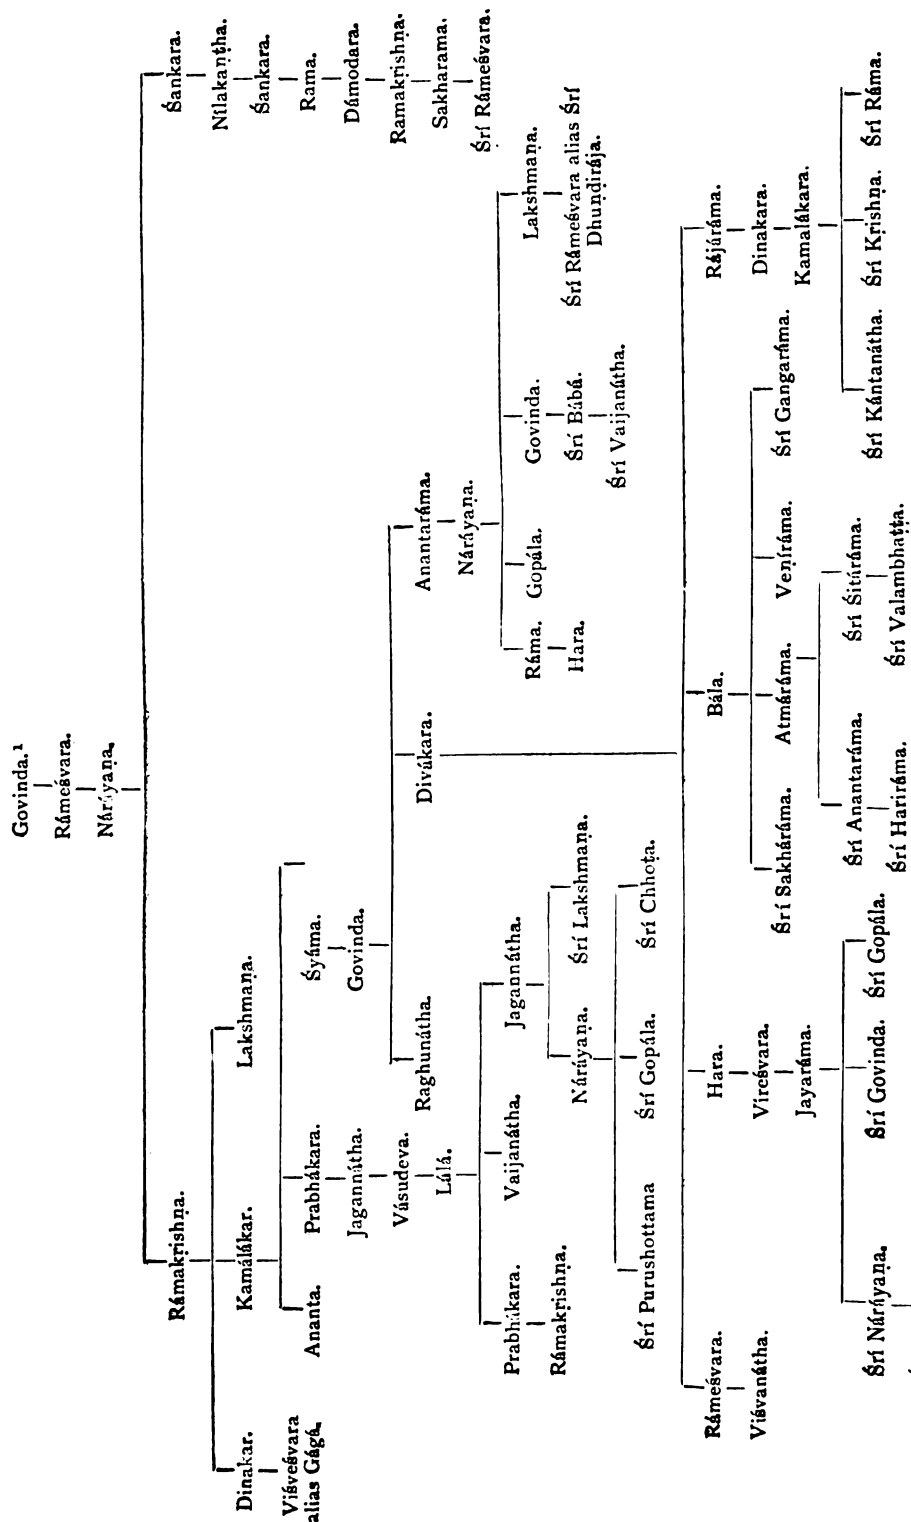 Govinda.¹
Rámeśvara.
Náráyaṇa.
Rámakṛishṇa.
Śankara.
Nílakaṇṭha.
Śankara.
Rama.
Dámodara.
Ramakṛishṇa.
Sakharama.
Śrí Rámeśvara.
Dinakar.
Kamálákar.
Lakshmaṇa.
Viśveśvara
alias Gágá.
Ananta.
Prabhákara.
Śyáma.
Jagannátha.
Govinda.
Vásudeva.
Lálá.
Raghunátha.
Divákara.
Anantaráma.
Náráyaṇa.
Prabhákara.
Vaijanátha.
Jagannátha.
Ráma.
Gopála.
Govinda.
Lakshmaṇa.
Rámakṛishṇa.
Náráyaṇa.
Śrí Lakshmaṇa.
Hara.
Śrí Bábá.
Śrí Rámeśvara alias Śrí
Dhuṇḍirája.
Śrí Vaijanátha.
Śrí Purushottama
Śrí Gopála.
Śrí Chhoṭa.
Rámeśvara.
Hara.
Bála.
Rájáráma.
Viśvanátha.
Víreśvara.
Dinakara.
Jayaráma.
Śrí Sakháráma.
Atmáráma.
Veṇíráma.
Śrí Gangaráma.
Kamalákara.
Śrí Náráyaṇa.
Śrí Govinda.
Śrí Gopála.
Śrí Anantaráma.
Śrí Śitáráma.
Śrí Kántanátha.
Śrí Kṛishṇa.
Śrí Ráma.
Śrí Hariráma.
Śrí Valambhaṭṭa.